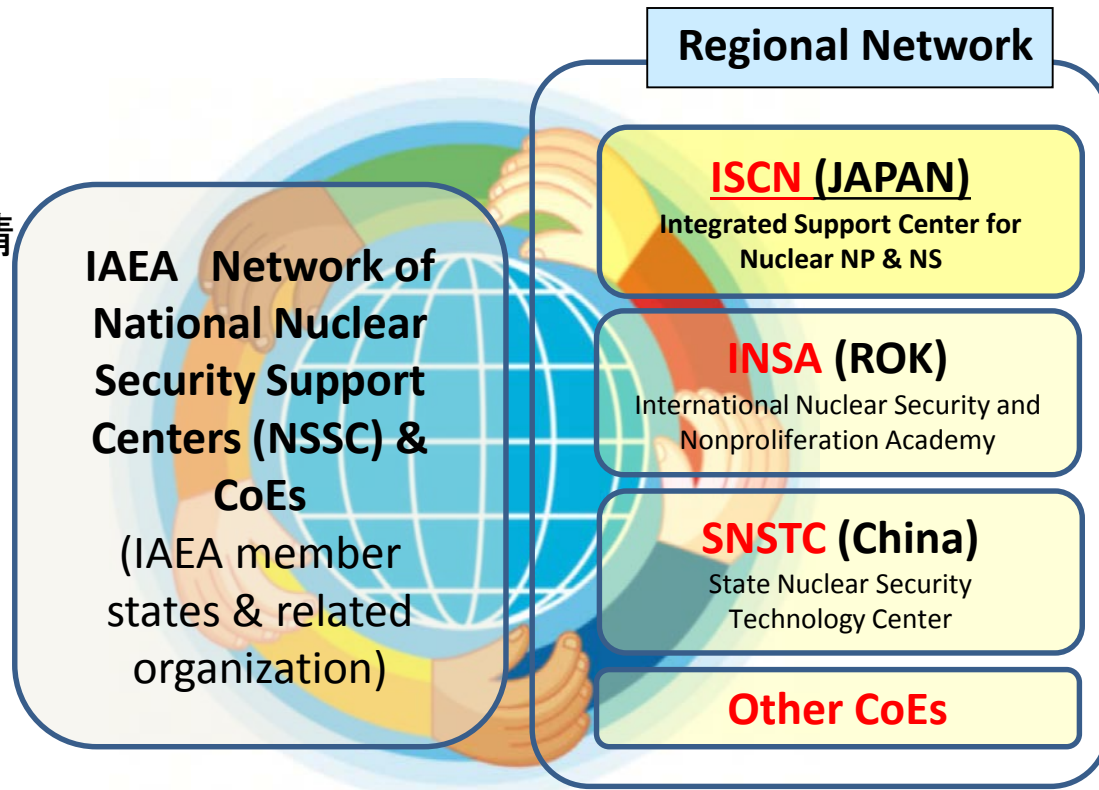 Regional Network
情
IAEA Network of
National Nuclear
Security Support
Centers (NSSC) &
CoEs
(IAEA member
states & related
organization)
ISCN (JAPAN)
Integrated Support Center for
Nuclear NP & NS
INSA (ROK)
International Nuclear Security and
Nonproliferation Academy
SNSTC (China)
State Nuclear Security
Technology Center
Other CoEs